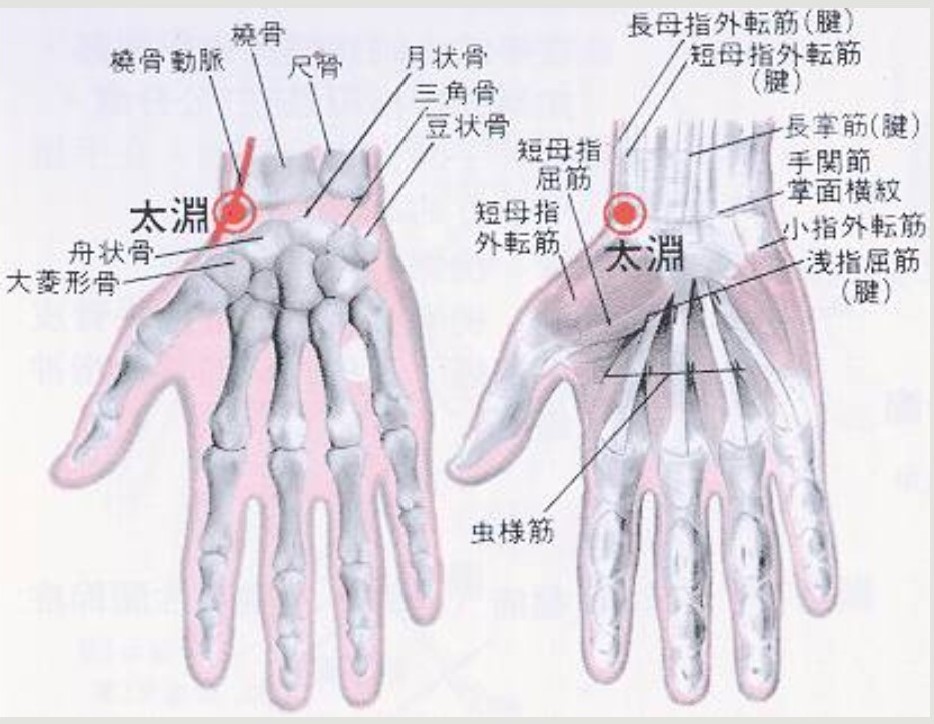 橈骨
橈骨動脈
尺骨
月状骨
三角骨
豆状骨
太淵
舟状骨
大菱形骨
長母指外転筋(腱)
短母指外転筋
(腱)
長掌筋(腱)
手関節
掌面横紋
短母指
屈筋
短母指
外転筋
太淵
小指外転筋
浅指屈筋
(腱)
虫様筋